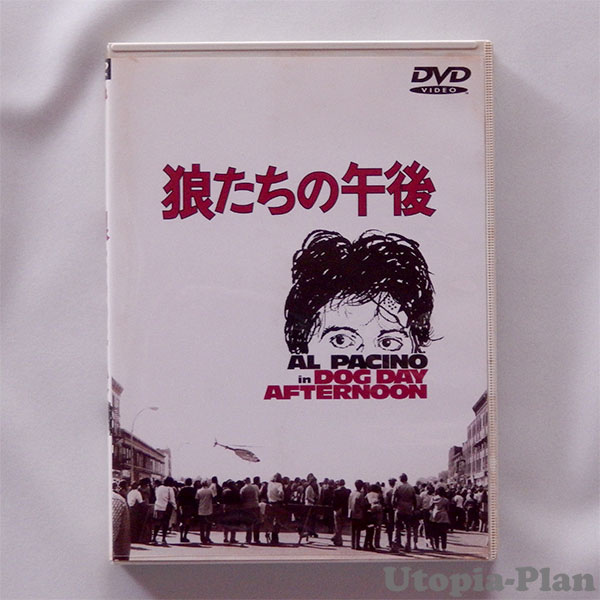 DVD
VIDEO
狼たちの午後
AL PACINO
in DOG DAY
AFTERNOON
Utopia-Plan